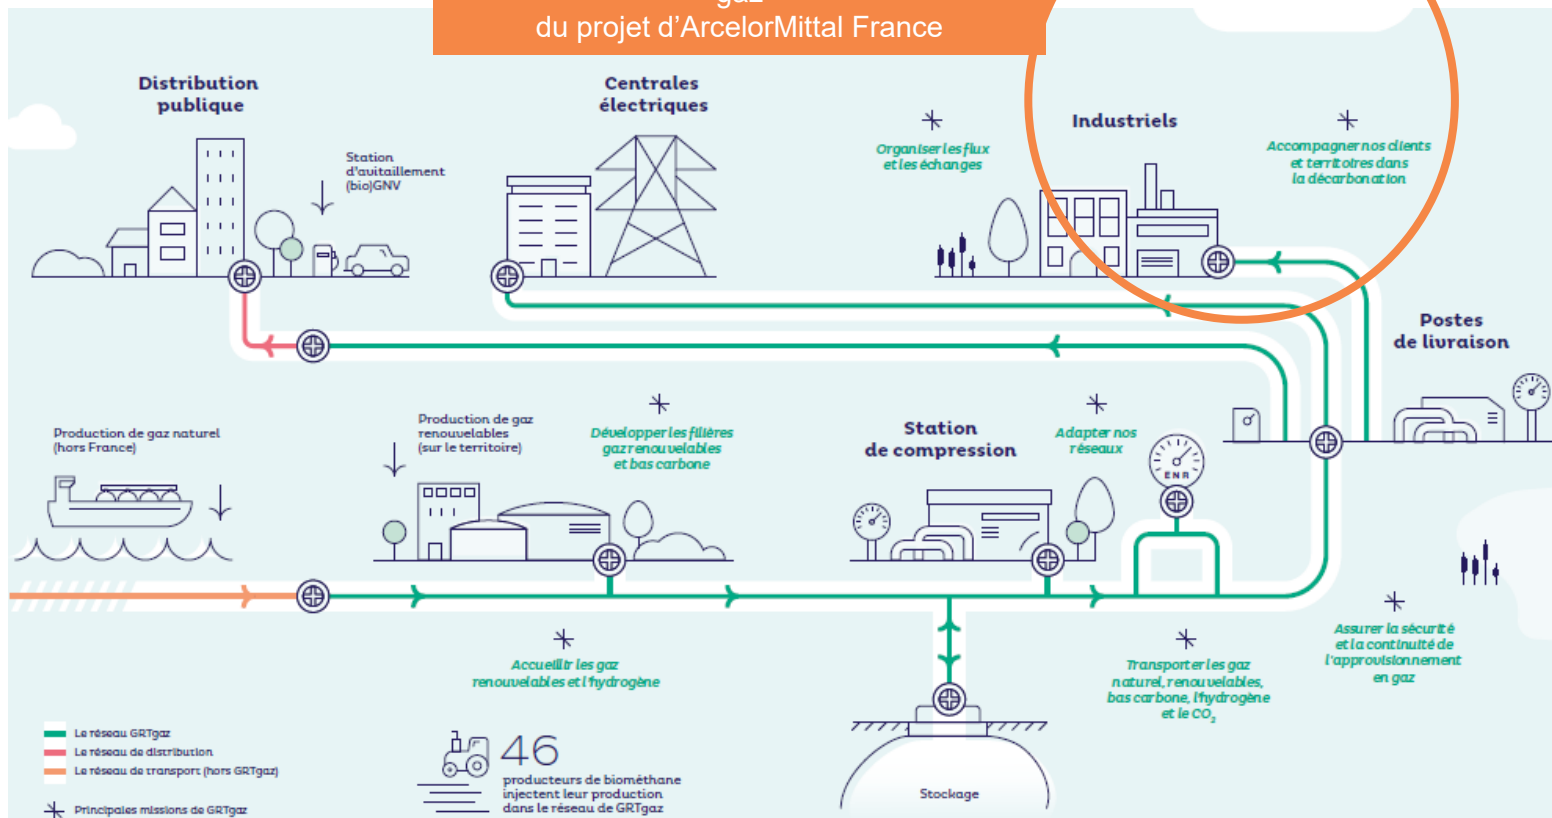 gaz
du projet d’ArcelorMittal France
Distribution
publique
Centrales
électriques
Industriels
Organiser les flux
et les échanges
Accompagner nos clients
et territoires dans
la décarbonation
Station
d'avitaillement
(bio)GNV
Postes
de livraison
Production de gaz naturel
(hors France)
Production de gaz
renouvelables
(sur le territoire)
Développer les filières
gaz renouvelables
et bas carbone
Station
de compression
Adapter nos
réseaux
ENR
Accueillir les gaz
renouvelables et l'hydrogène
Transporter les gaz
naturel, renouvelables,
bas carbone, l'hydrogène
et le CO₂
Assurer la sécurité
et la continuité de
l'approvisionnement
en gaz
Le réseau GRTgaz
Le réseau de distribution
Le réseau de transport (hors GRTgaz)
Principales missions de GRTgaz
46
producteurs de biométhane
injectent leur production
dans le réseau de GRTgaz
Stockage